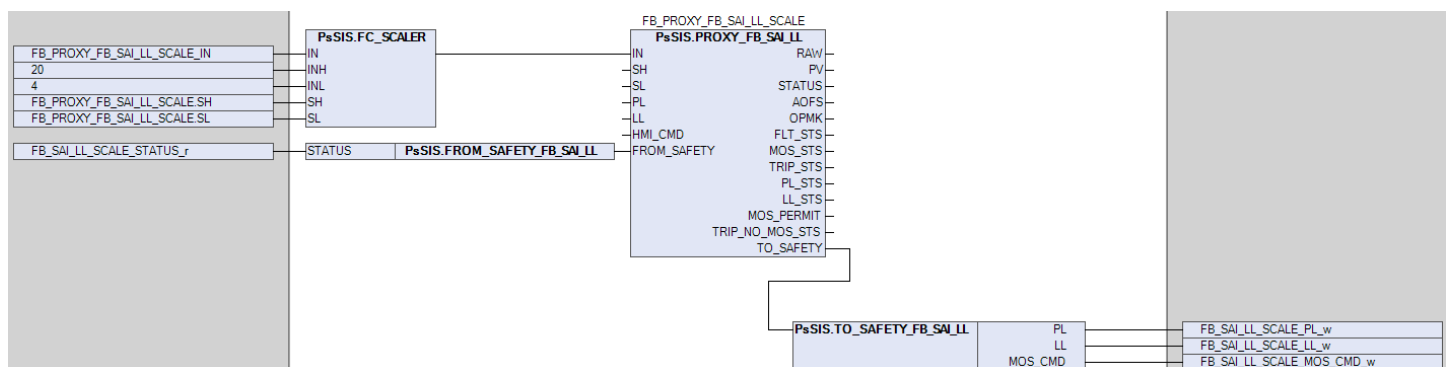 FB_PROXY_FB_SAI_LL_SCALE
PsSIS.FC_SCALER
PsSIS.PROXY_FB_SAI_LL
FB_PROXY_FB_SAI_LL_SCALE_IN
IN
IN
RAW
20
INH
SH
PV
4
INL
SL
STATUS
FB_PROXY_FB_SAI_LL_SCALE.SH
SH
PL
AOFS
FB_PROXY_FB_SAI_LL_SCALE.SL
SL
LL
OPMK
HMI_CMD
FLT_STS
FB_SAI_LL_SCALE_STATUS_r
STATUS
PsSIS.FROM_SAFETY_FB_SAI_LL
FROM_SAFETY
MOS_STS
TRIP_STS
PL_STS
LL_STS
MOS_PERMIT
TRIP_NO_MOS_STS
TO_SAFETY
PsSIS.TO_SAFETY_FB_SAI_LL
PL
FB_SAI_LL_SCALE_PL_w
LL
FB_SAI_LL_SCALE_LL_w
MOS_CMD
FB_SAI_LL_SCALE_MOS_CMD_w